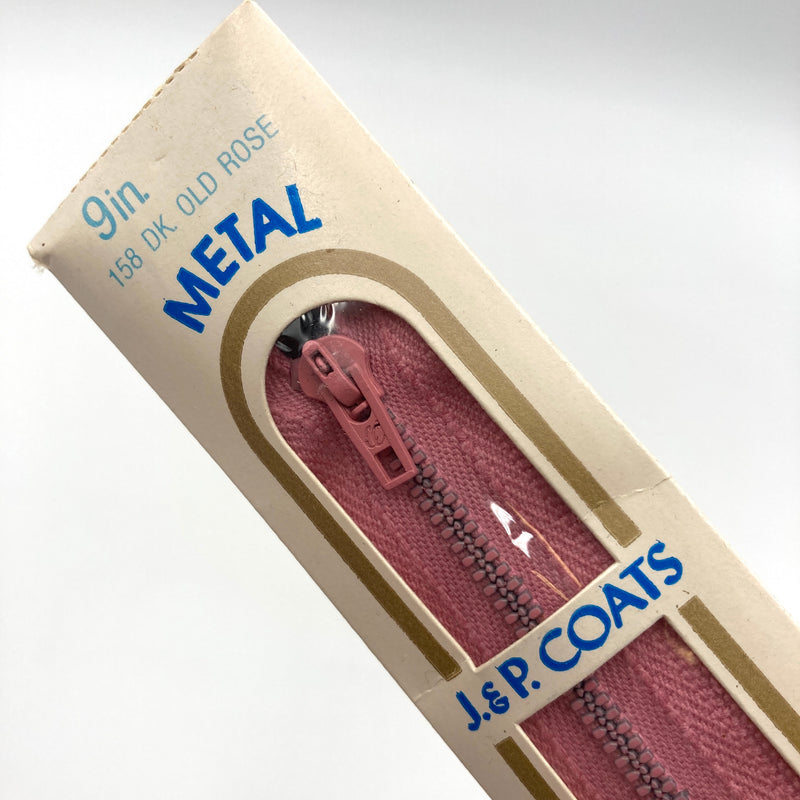 9in.
158 DK. OLD ROSE
METAL
J.&P. COATS